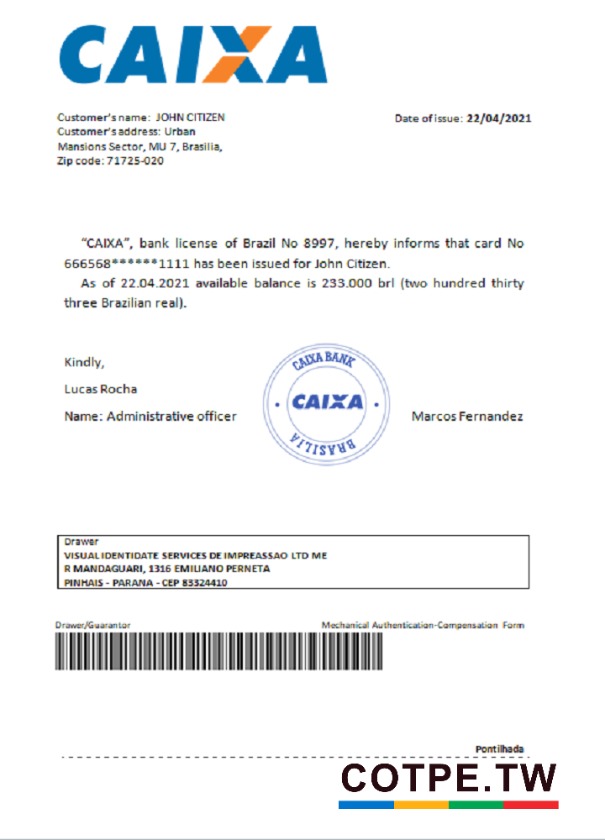 CAIXA
Customer's name: JOHN CITIZEN
Date of issue: 22/04/2021
Customer's address: Urban
Mansions Sector, MU 7, Brasilia,
Zip code: 71725-020
“CAIXA”, bank license of Brazil No 8997, hereby informs that card No
666568******1111 has been issued for John Citizen.
As of 22.04.2021 available balance is 233.000 brl (two hundred thirty
three Brazilian real).
Kindly,
Lucas Rocha
Name: Administrative officer
CAIXA BANK
CAIXA
BRASILIA
Marcos Fernandez
Drawer
VISUAL IDENTIDATE SERVICES DE IMPREASSAO LTD ME
R MANDAGUARI, 1316 EMILIANO PERNETA
PINHAIS - PARANA - CEP 83324410
Drawer/Guarantor
Mechanical Authentication-Compensation Form
Pontilhada
COTPE.TW